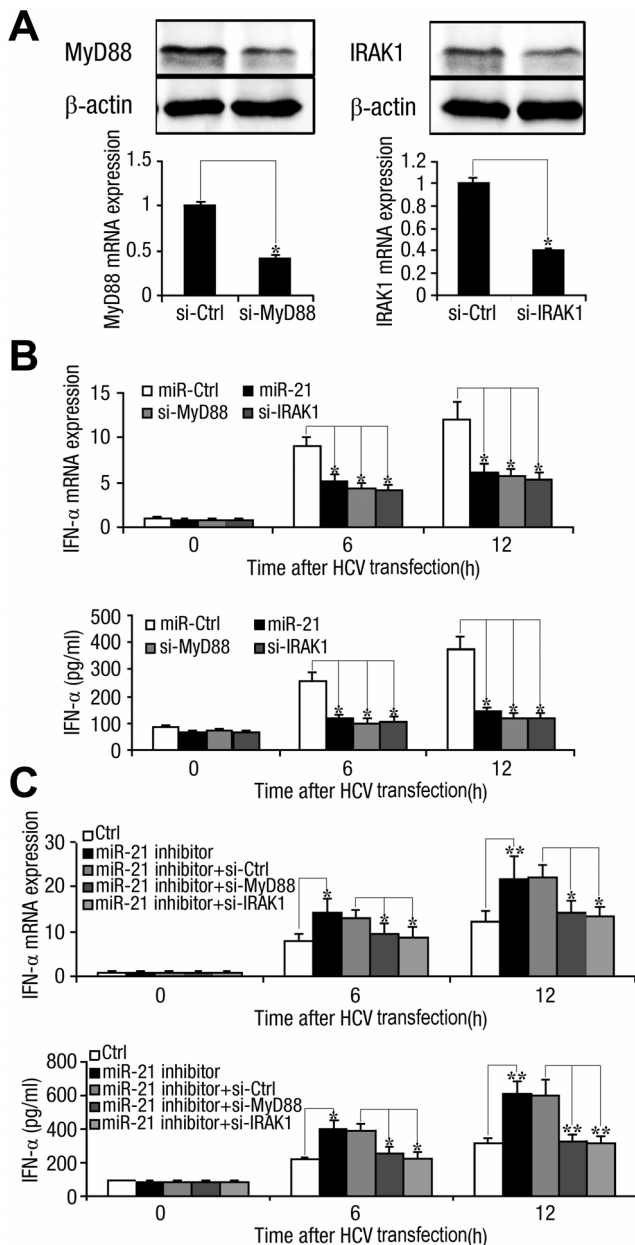 A
MyD88
β-actin
IRAK1
β-actin
MyD88 mRNA expression
1.5
1
0.5
0
*
si-Ctrl si-MyD88
IRAK1 mRNA expression
1.2
1
0.8
0.6
0.4
0.2
0
*
si-Ctrl si-IRAK1
B
IFN-α mRNA expression
15
10
5
0
miR-Ctrl miR-21
si-MyD88 si-IRAK1
* * *
* * *
0 6 12
Time after HCV transfection(h)
IFN-α (pg/ml)
500
400
300
200
100
0
miR-Ctrl miR-21
si-MyD88 si-IRAK1
* * *
* * *
0 6 12
Time after HCV transfection(h)
C
IFN-α mRNA expression
30
20
10
0
Ctrl
miR-21 inhibitor
miR-21 inhibitor+si-Ctrl
miR-21 inhibitor+si-MyD88
miR-21 inhibitor+si-IRAK1
* * *
** * *
0 6 12
Time after HCV transfection(h)
IFN-α (pg/ml)
800
600
400
200
0
Ctrl
miR-21 inhibitor
miR-21 inhibitor+si-Ctrl
miR-21 inhibitor+si-MyD88
miR-21 inhibitor+si-IRAK1
* * *
** ** **
0 6 12
Time after HCV transfection(h)